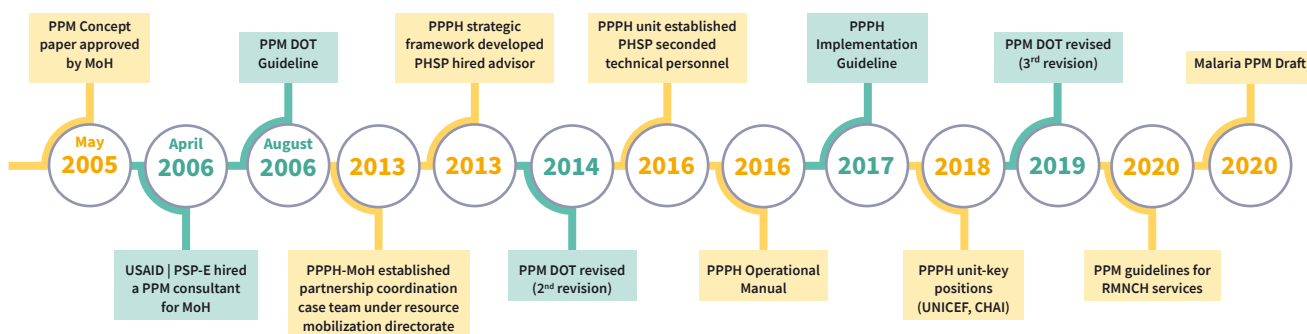 PPM Concept
paper approved
by MoH
PPM DOT
Guideline
PPPH strategic
framework developed
PHSP hired advisor
PPPH unit established
PHSP seconded
technical personnel
PPPH
Implementation
Guideline
PPM DOT revised
(3rd revision)
Malaria PPM Draft
May
2005
April
2006
August
2006
2013
2013
2014
2016
2016
2017
2018
2019
2020
2020
USAID | PSP-E hired
a PPM consultant
for MoH
PPPH-MoH established
partnership coordination
case team under resource
mobilization directorate
PPM DOT revised
(2nd revision)
PPPH Operational
Manual
PPPH unit-key
positions
(UNICEF, CHAI)
PPM guidelines for
RMNCH services